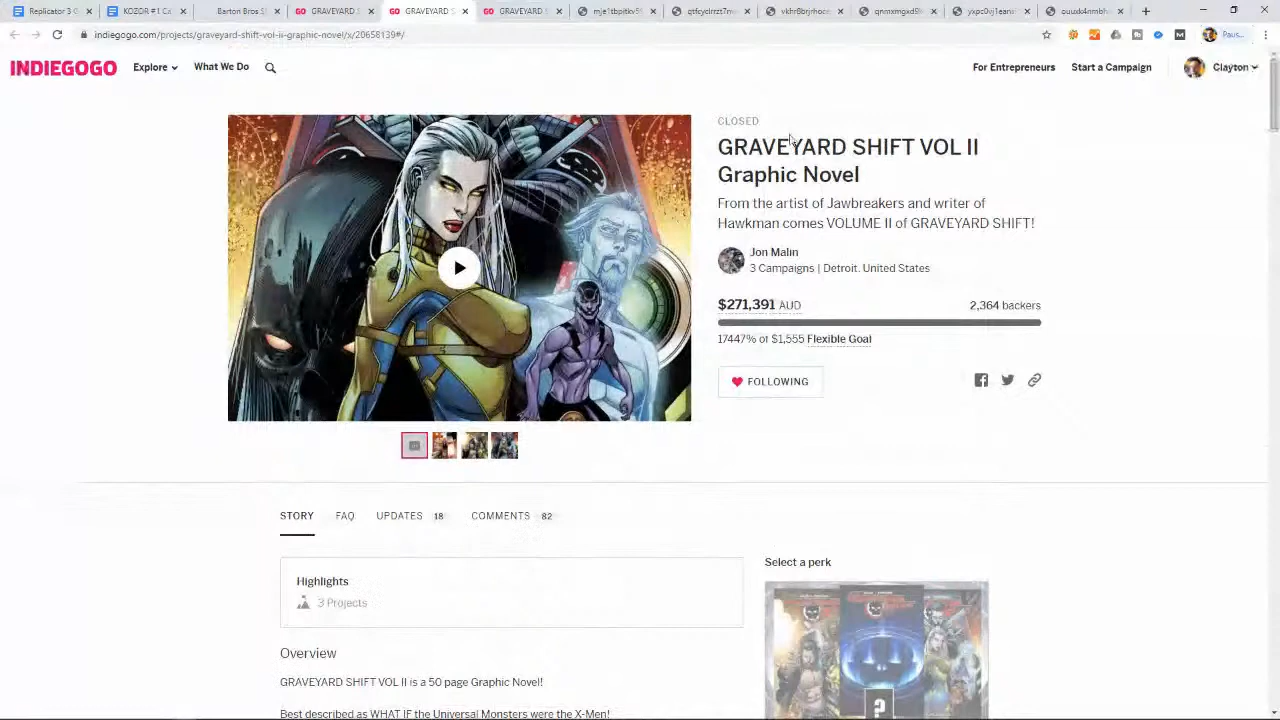 Replicator 3
KOZOR #1 C
Barton Bros S
GRAVEYARD
GRAVEYARD S
GRAVEYARD
indiegogo.com/projects/graveyard-shift-vol-ii-graphic-novel/x/20658139#/
Paus...
INDIEGOGO
Explore
What We Do
For Entrepreneurs
Start a Campaign
Clayton
CLOSED
GRAVEYARD SHIFT VOL II
Graphic Novel
From the artist of Jawbreakers and writer of
Hawkman comes VOLUME II of GRAVEYARD SHIFT!
Jon Malin
3 Campaigns | Detroit, United States
$271,391 AUD
2,364 backers
17447% of $1,555 Flexible Goal
FOLLOWING
STORY
FAQ
UPDATES 18
COMMENTS 82
Highlights
3 Projects
Select a perk
?
Overview
GRAVEYARD SHIFT VOL II is a 50 page Graphic Novel!
Best described as WHAT IF the Universal Monsters were the X-Men!